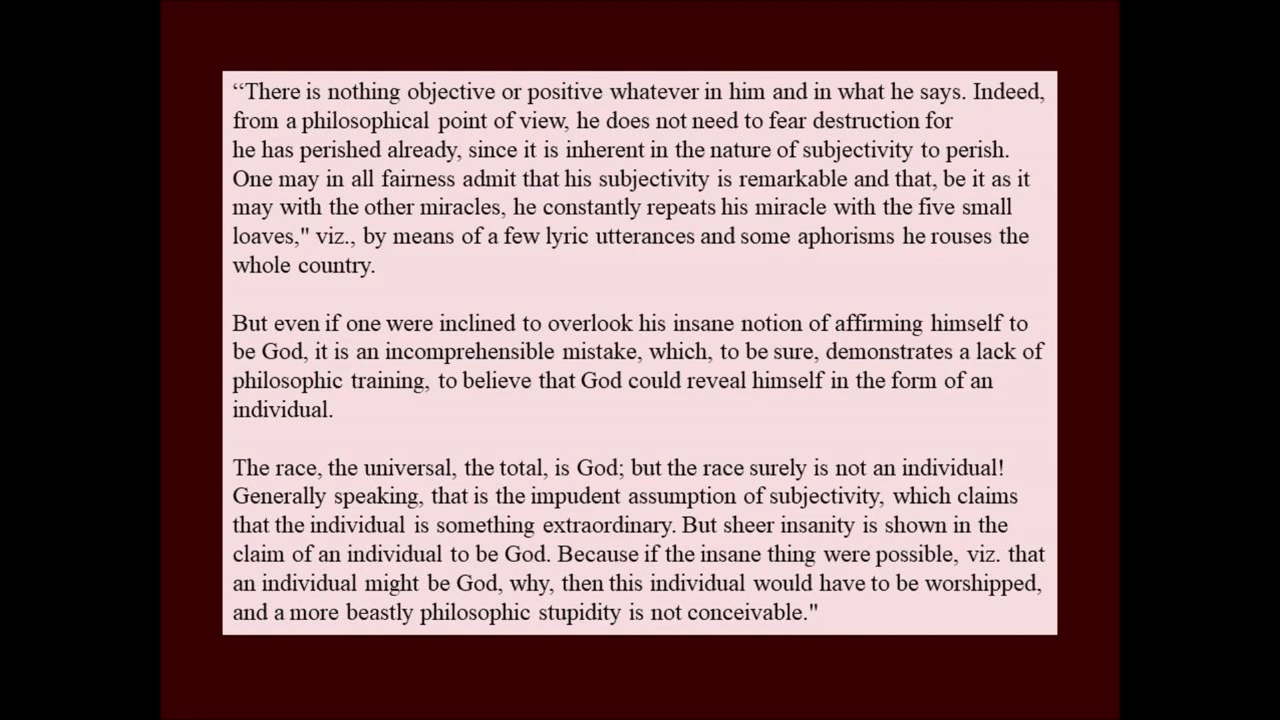 “There is nothing objective or positive whatever in him and in what he says. Indeed,
from a philosophical point of view, he does not need to fear destruction for
he has perished already, since it is inherent in the nature of subjectivity to perish.
One may in all fairness admit that his subjectivity is remarkable and that, be it as it
may with the other miracles, he constantly repeats his miracle with the five small
loaves," viz., by means of a few lyric utterances and some aphorisms he rouses the
whole country.
But even if one were inclined to overlook his insane notion of affirming himself to
be God, it is an incomprehensible mistake, which, to be sure, demonstrates a lack of
philosophic training, to believe that God could reveal himself in the form of an
individual.
The race, the universal, the total, is God; but the race surely is not an individual!
Generally speaking, that is the impudent assumption of subjectivity, which claims
that the individual is something extraordinary. But sheer insanity is shown in the
claim of an individual to be God. Because if the insane thing were possible, viz. that
an individual might be God, why, then this individual would have to be worshipped,
and a more beastly philosophic stupidity is not conceivable."